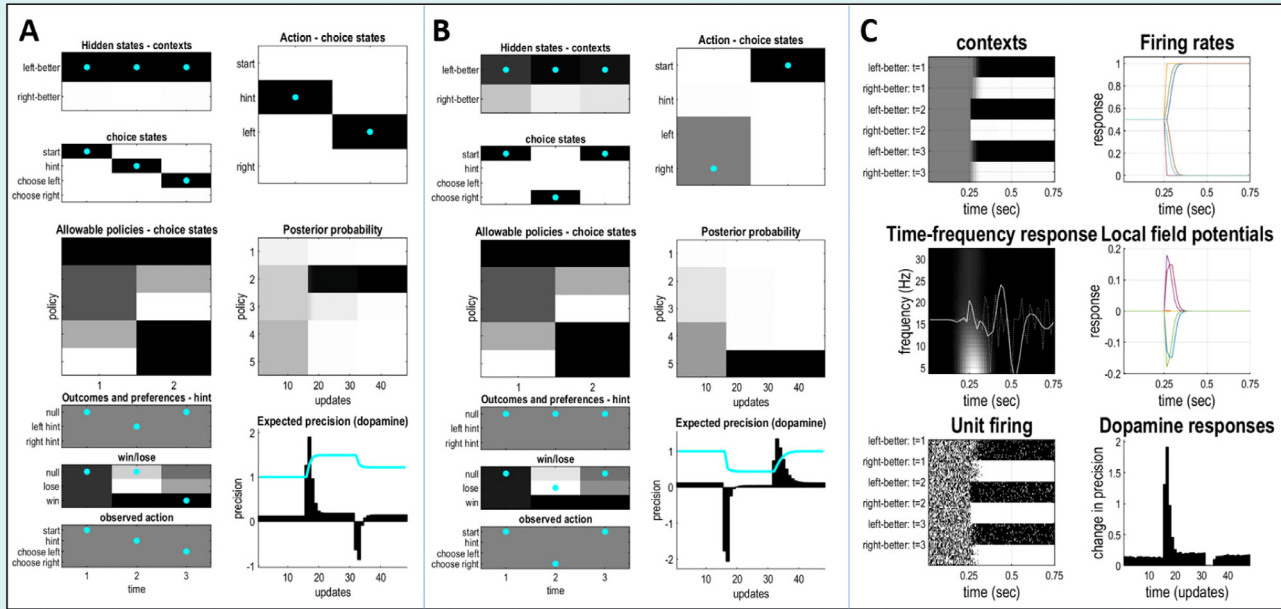 A
Hidden states - contexts
left-better
right-better
choice states
start
hint
choose left
choose right
Action - choice states
start
hint
left
right
Allowable policies - choice states
policy
1
2
Posterior probability
policy
1
2
3
4
5
10
20
30
40
updates
Outcomes and preferences - hint
null
left hint
right hint
win/lose
null
lose
win
observed action
start
hint
choose left
choose right
1
2
3
time
Expected precision (dopamine)
precision
2
1
0
-1
10
20
30
40
updates
B
Hidden states - contexts
left-better
right-better
choice states
start
hint
choose left
choose right
Action - choice states
start
hint
left
right
Allowable policies - choice states
policy
1
2
Posterior probability
policy
1
2
3
4
5
10
20
30
40
updates
Outcomes and preferences - hint
null
left hint
right hint
win/lose
null
lose
win
observed action
start
hint
choose left
choose right
1
2
3
time
Expected precision (dopamine)
precision
1
0
-1
-2
10
20
30
40
updates
C
contexts
left-better: t=1
right-better: t=1
left-better: t=2
right-better: t=2
left-better: t=3
right-better: t=3
0.25
0.5
0.75
time (sec)
Firing rates
response
1
0.8
0.6
0.4
0.2
0
0.25
0.5
0.75
time (sec)
Time-frequency response
frequency (Hz)
30
25
20
15
10
5
0.25
0.5
0.75
time (sec)
Local field potentials
response
0.2
0.1
0
-0.1
-0.2
0.25
0.5
0.75
time (sec)
Unit firing
left-better: t=1
right-better: t=1
left-better: t=2
right-better: t=2
left-better: t=3
right-better: t=3
0.25
0.5
0.75
time (sec)
Dopamine responses
change in precision
2
1.5
1
0.5
0
10
20
30
40
time (updates)